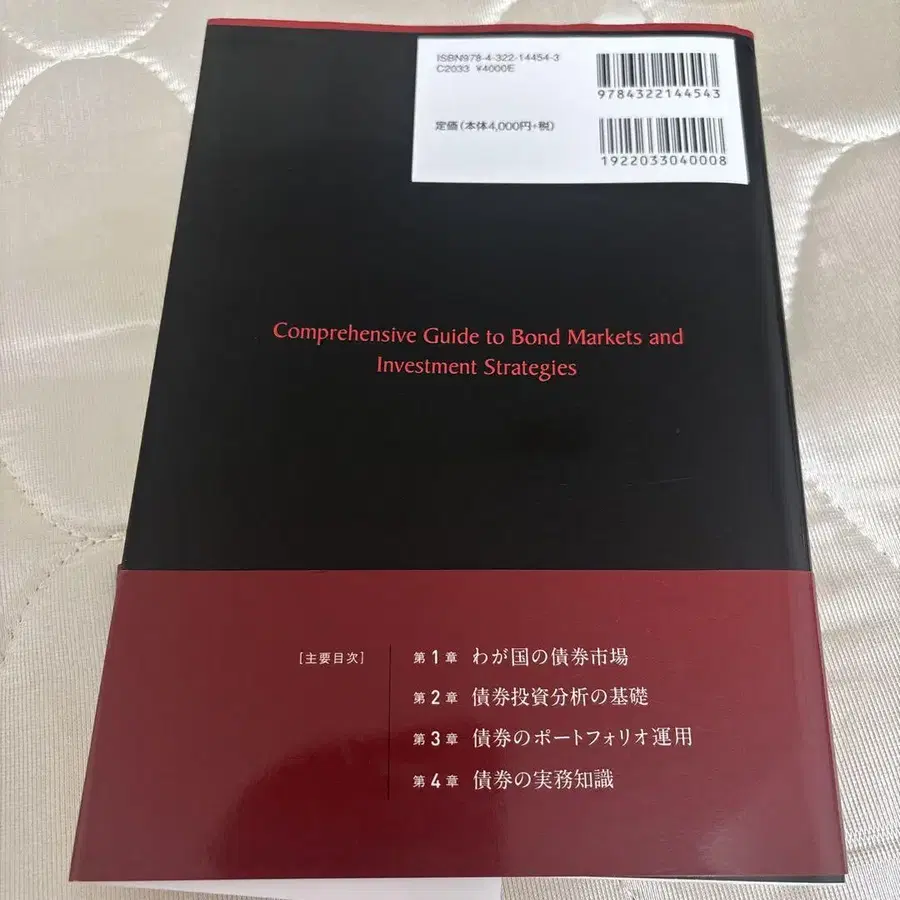 ISBN978-4-322-14454-3
C2033 ¥4000E
9784322144543
定価(本体4,000円+税)
1922033040008
Comprehensive Guide to Bond Markets and
Investment Strategies
[主要目次]
第1章 わが国の債券市場
第2章 債券投資分析の基礎
第3章 債券のポートフォリオ運用
第4章 債券の実務知識